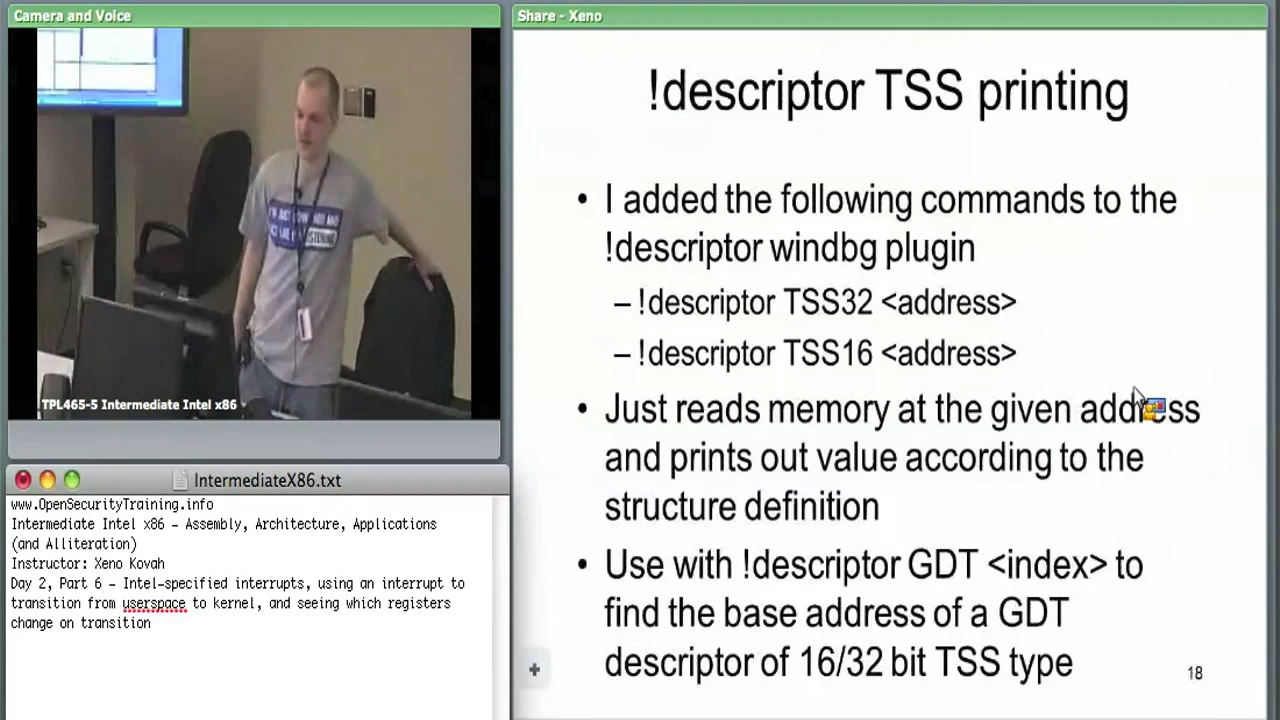 Camera and Voice
TPL465-5 Intermediate Intel x86
IntermediateX86.txt
www.OpenSecurityTraining.info
Intermediate Intel x86 – Assembly, Architecture, Applications
(and Alliteration)
Instructor: Xeno Kovah
Day 2, Part 6 – Intel-specified interrupts, using an interrupt to
transition from userspace to kernel, and seeing which registers
change on transition
Share - Xeno
!descriptor TSS printing
• I added the following commands to the
!descriptor windbg plugin
– !descriptor TSS32 <address>
– !descriptor TSS16 <address>
• Just reads memory at the given address
and prints out value according to the
structure definition
• Use with !descriptor GDT <index> to
find the base address of a GDT
descriptor of 16/32 bit TSS type
18